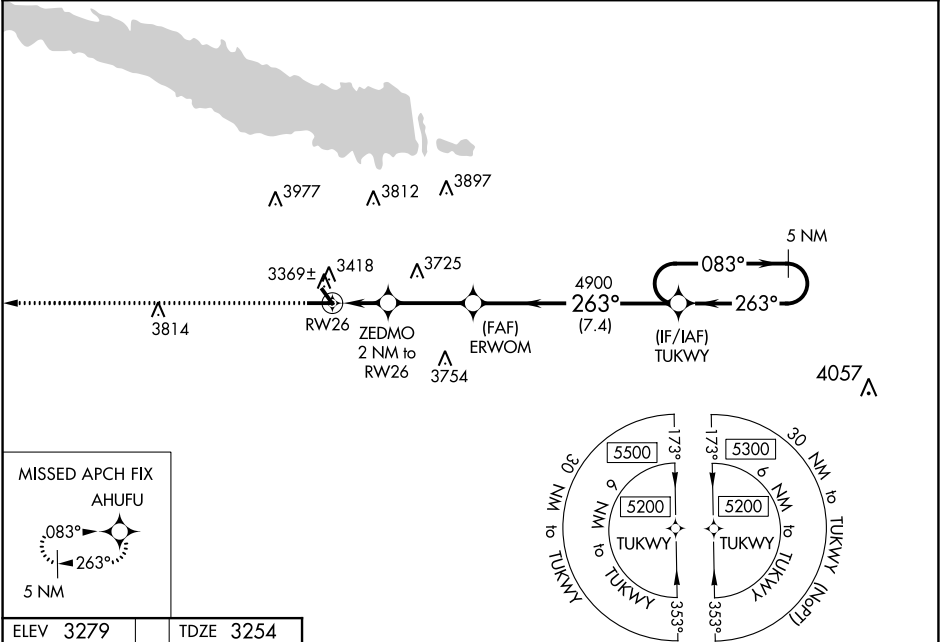 3977
3812
3897
5 NM
083°
3369±
3418
3725
4900
263°
(7.4)
263°
3814
RW26
ZEDMO
2 NM to
RW26
(FAF)
ERWOM
(IF/IAF)
TUKWY
3754
4057
MISSED APCH FIX
AHUFU
083°
263°
5 NM
5500
173°
30 NM to TUKWY
5200
6 NM to TUKWY
TUKWY
353°
173°
5300
30 NM to TUKWY (NoPT)
5200
6 NM to TUKWY
TUKWY
353°
ELEV 3279 TDZE 3254